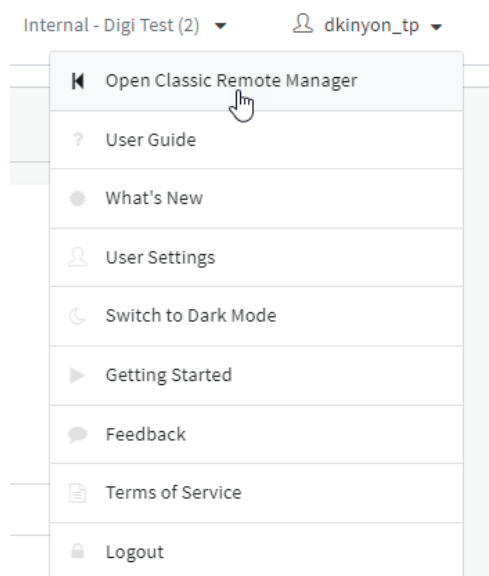 Internal - Digi Test (2) dkinyon_tp
Open Classic Remote Manager
User Guide
What's New
User Settings
Switch to Dark Mode
Getting Started
Feedback
Terms of Service
Logout